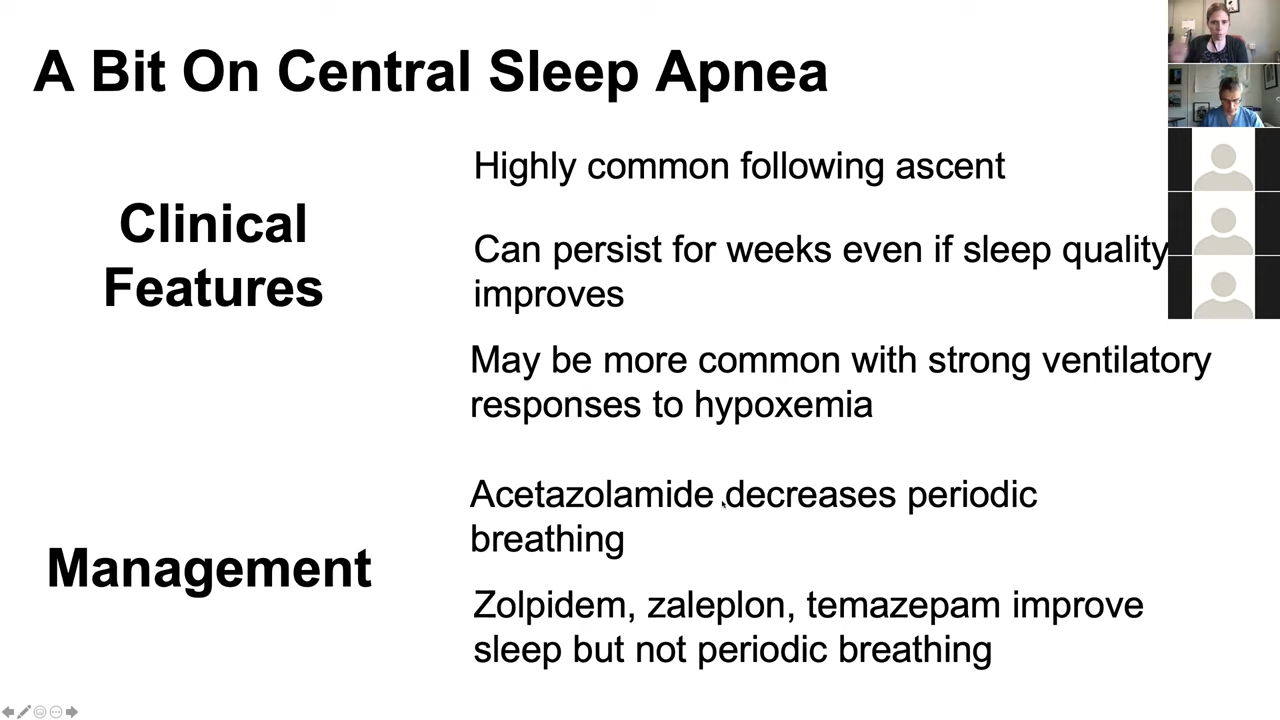 A Bit On Central Sleep Apnea
Clinical
Features
Highly common following ascent
Can persist for weeks even if sleep quality
improves
May be more common with strong ventilatory
responses to hypoxemia
Management
Acetazolamide decreases periodic
breathing
Zolpidem, zaleplon, temazepam improve
sleep but not periodic breathing